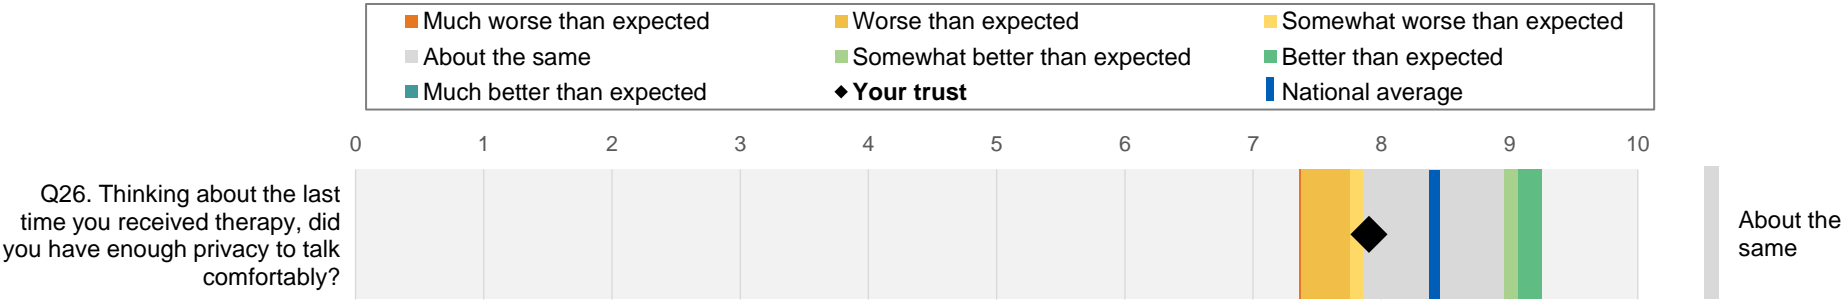 Much worse than expected
Worse than expected
Somewhat worse than expected
About the same
Somewhat better than expected
Better than expected
Much better than expected
Your trust
National average
0 1 2 3 4 5 6 7 8 9 10
Q26. Thinking about the last
time you received therapy, did
you have enough privacy to talk
comfortably?
About the
same